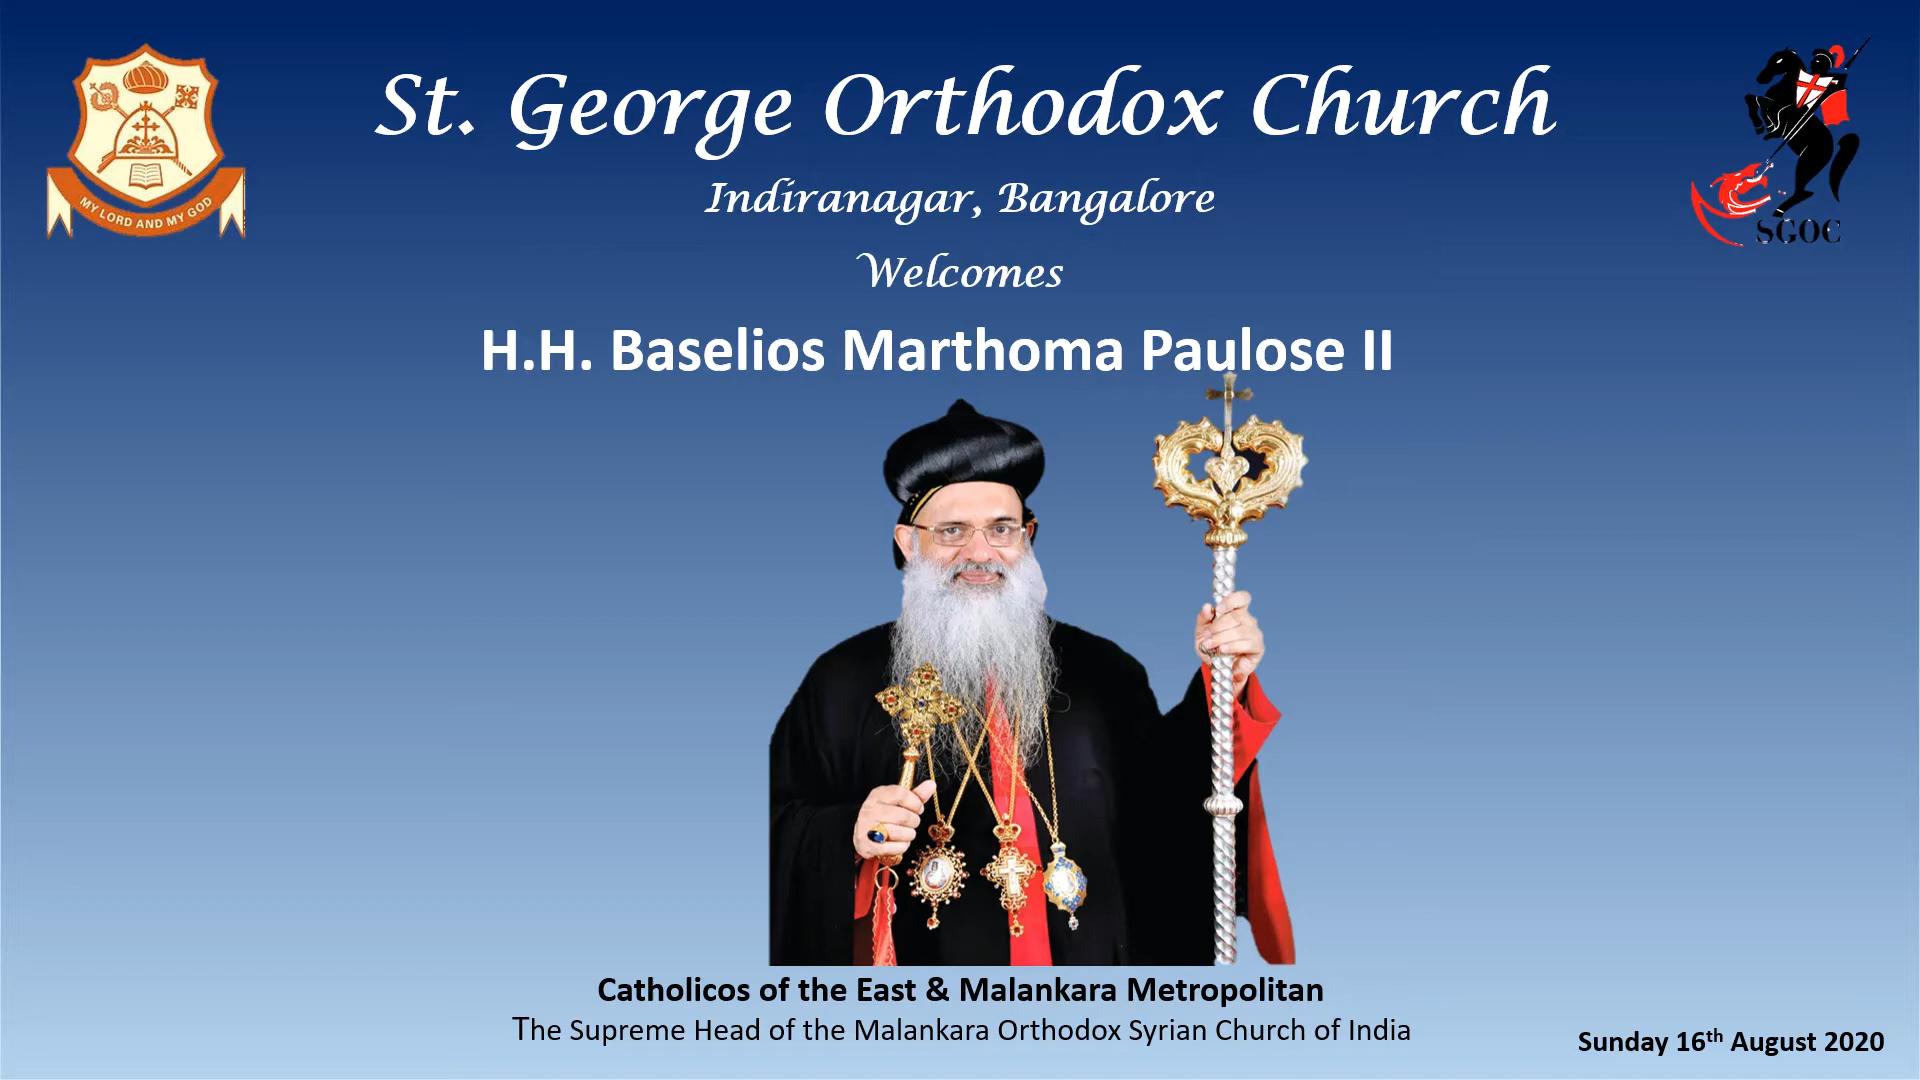 St. George Orthodox Church
Indiranagar, Bangalore
Welcomes
H.H. Baselios Marthoma Paulose II
MY LORD AND MY GOD
SGOC
Catholicos of the East & Malankara Metropolitan
The Supreme Head of the Malankara Orthodox Syrian Church of India
Sunday 16th August 2020